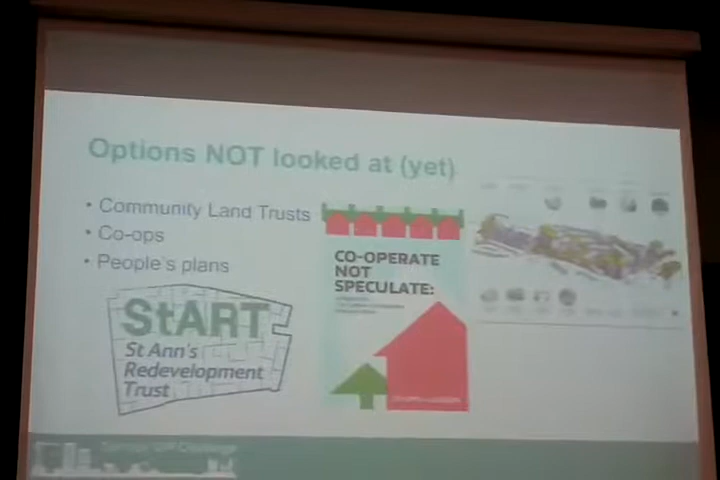 Options NOT looked at (yet)
• Community Land Trusts
• Co-ops
• People's plans
StART
St Ann's
Redevelopment
Trust
CO-OPERATE
NOT
SPECULATE: